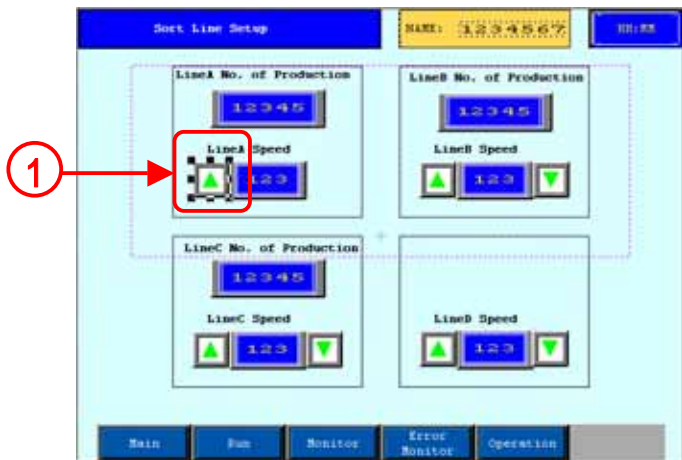 Sort Line Setup
NAME: 1234567
HH:MM
LineA No. of Production
12345
LineA Speed
123
LineB No. of Production
12345
LineB Speed
123
1
LineC No. of Production
12345
LineC Speed
123
LineD Speed
123
Main
Run
Monitor
Error
Monitor
Operation